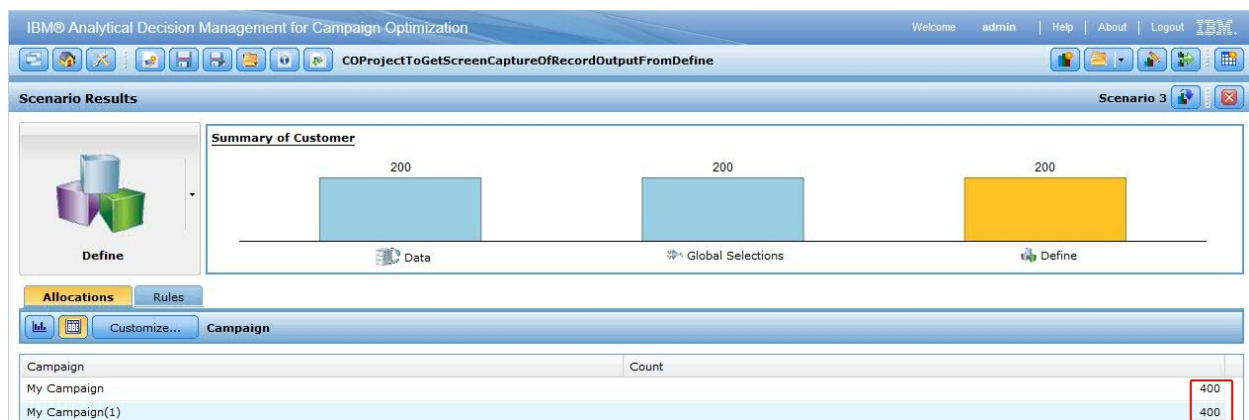 IBM® Analytical Decision Management for Campaign Optimization Welcome admin | Help | About | Logout IBM.
COProjectToGetScreenCaptureOfRecordOutputFromDefine
Scenario Results Scenario 3
Summary of Customer
200 200 200
Define Data Global Selections Define
Allocations Rules
Customize... Campaign
Campaign Count
My Campaign 400
My Campaign(1) 400